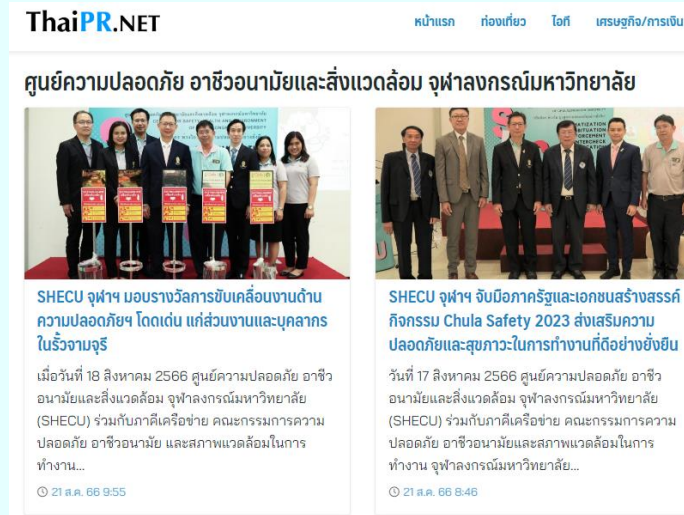 ThaiPR.NET
หน้าแรก ท่องเที่ยว ไอที เศรษฐกิจ/การเงิน
ศูนย์ความปลอดภัย อาชีวอนามัยและสิ่งแวดล้อม จุฬาลงกรณ์มหาวิทยาลัย
SHECU จุฬาฯ มอบรางวัลการขับเคลื่อนงานด้าน
ความปลอดภัยฯ โดดเด่น แก่ส่วนงานและบุคลากร
ในรั้วจามจุรี
เมื่อวันที่ 18 สิงหาคม 2566 ศูนย์ความปลอดภัย อาชีว
อนามัยและสิ่งแวดล้อม จุฬาลงกรณ์มหาวิทยาลัย
(SHECU) ร่วมกับภาคีเครือข่าย คณะกรรมการความ
ปลอดภัย อาชีวอนามัย และสภาพแวดล้อมในการ
ทำงาน...
21 ส.ค. 66 9:55
SHECU จุฬาฯ จับมือภาครัฐและเอกชนสร้างสรรค์
กิจกรรม Chula Safety 2023 ส่งเสริมความ
ปลอดภัยและสุขภาวะในการทำงานที่ดีอย่างยั่งยืน
วันที่ 17 สิงหาคม 2566 ศูนย์ความปลอดภัย อาชีว
อนามัยและสิ่งแวดล้อม จุฬาลงกรณ์มหาวิทยาลัย
(SHECU) ร่วมกับภาคีเครือข่าย คณะกรรมการความ
ปลอดภัย อาชีวอนามัยและสภาพแวดล้อมในการ
ทำงาน จุฬาลงกรณ์มหาวิทยาลัย...
21 ส.ค. 66 8:46